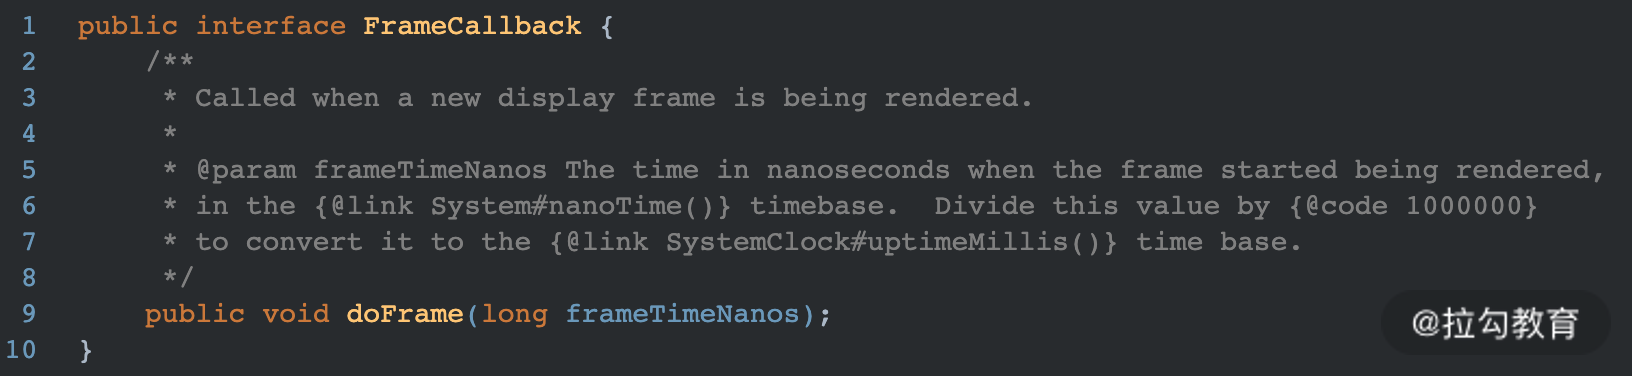 1 public interface FrameCallback {
2 /**
3 * Called when a new display frame is being rendered.
4 *
5 * @param frameTimeNanos The time in nanoseconds when the frame started being rendered,
6 * in the {@link System#nanoTime()} timebase.  Divide this value by {@code 1000000}
7 * to convert it to the {@link SystemClock#uptimeMillis()} time base.
8 */
9 public void doFrame(long frameTimeNanos);
10 }
@拉勾教育